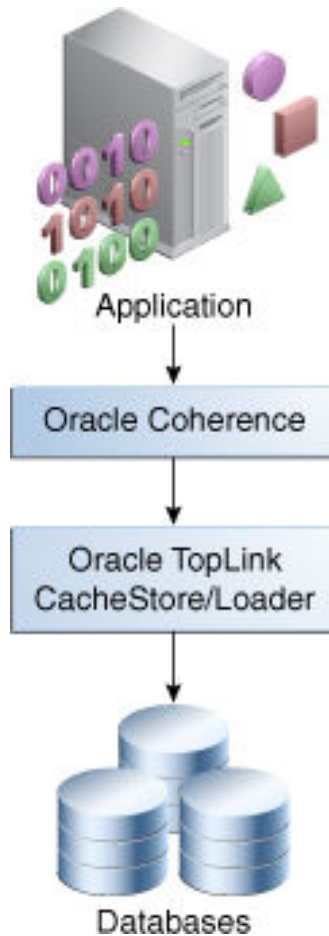 0010
1010
0100
Application
Oracle Coherence
Oracle TopLink
CacheStore/Loader
Databases